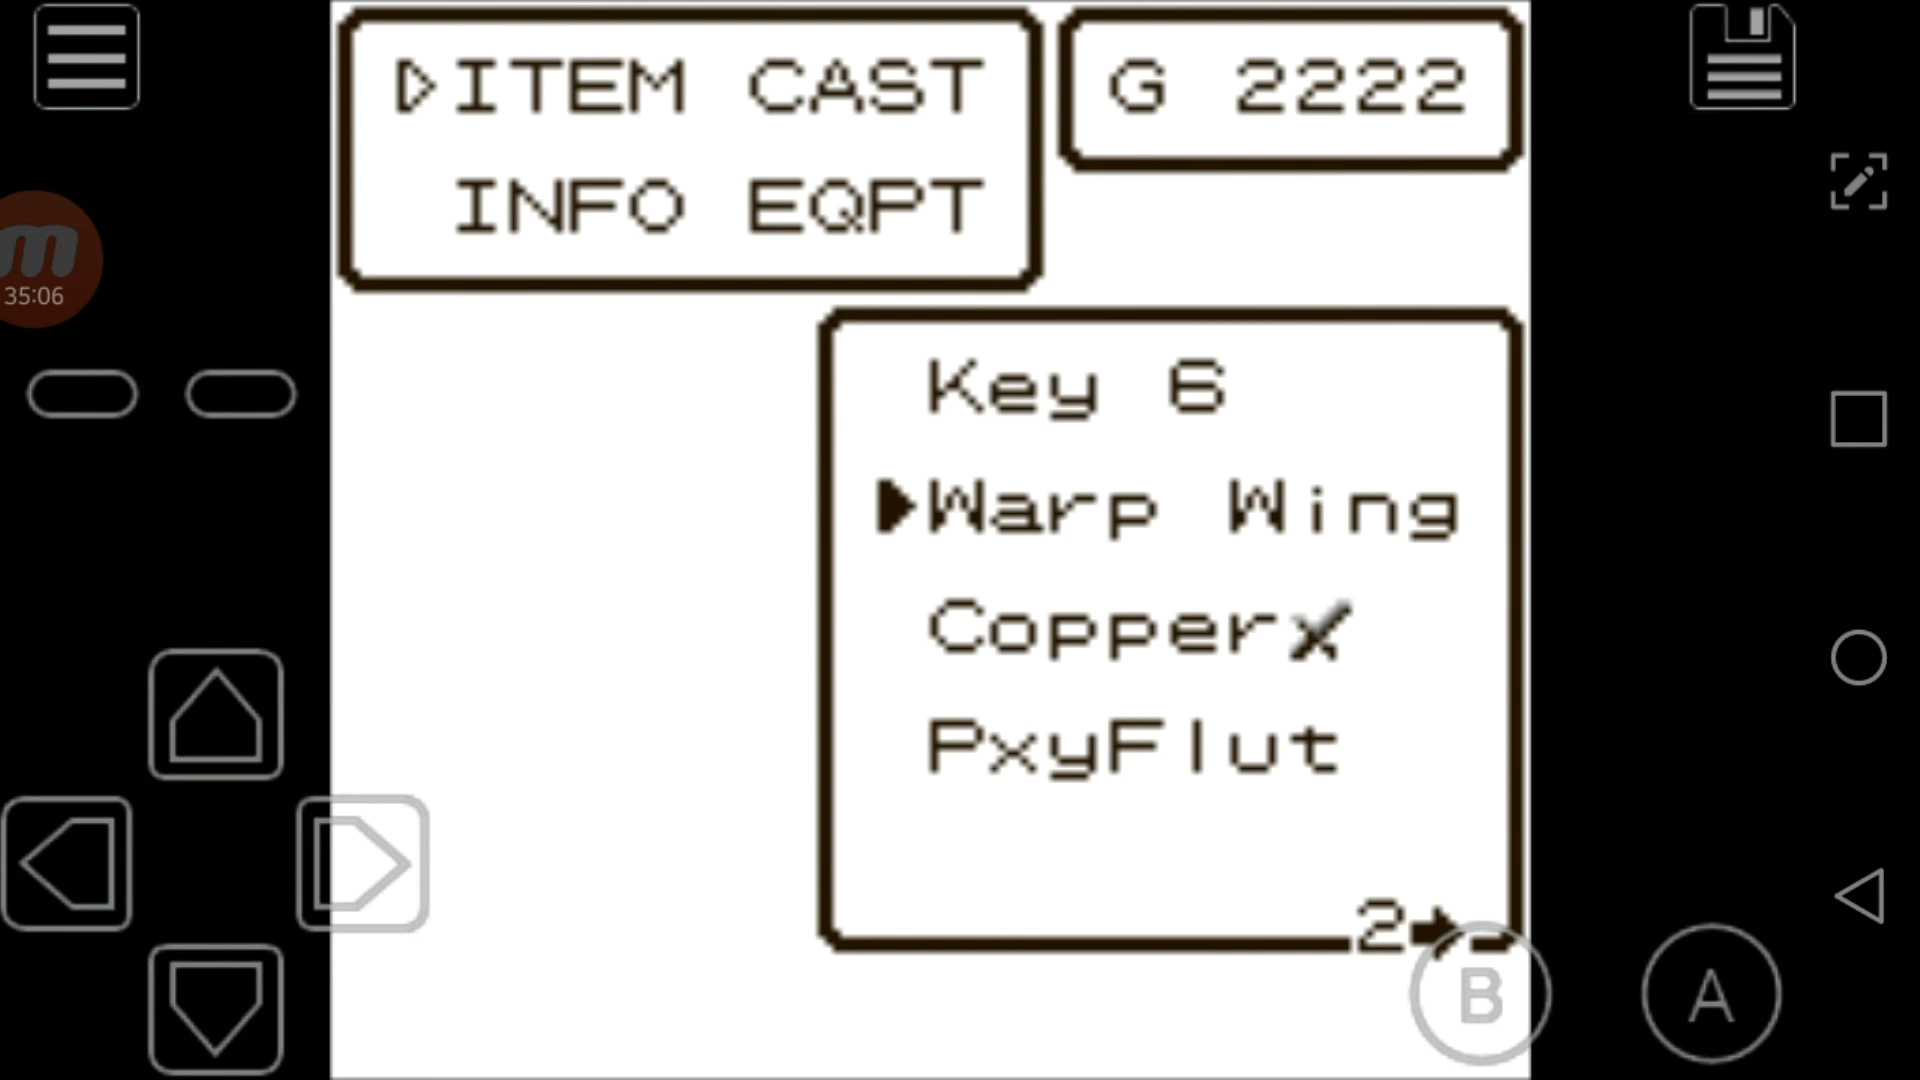 ITEM CAST
INFO EQPT
G 2222
35:06
Key 6
Warp Wing
Copper
PxyFlut
2
B
A